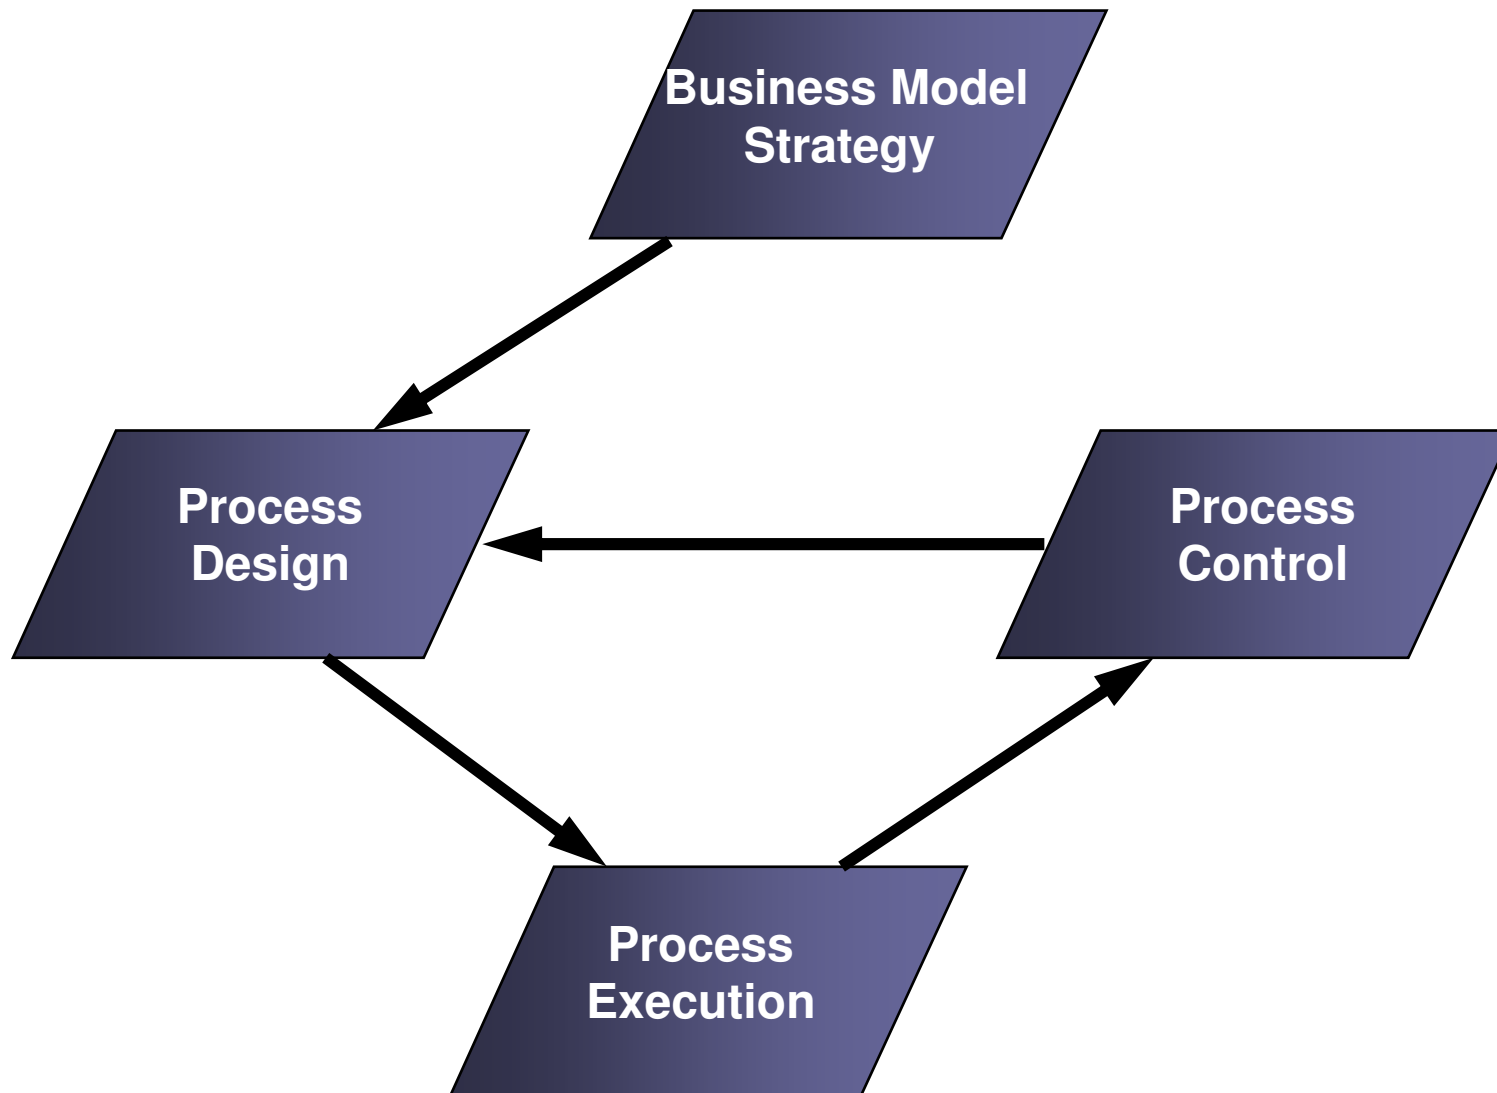 Business Model
Strategy
Process
Design
Process
Control
Process
Execution